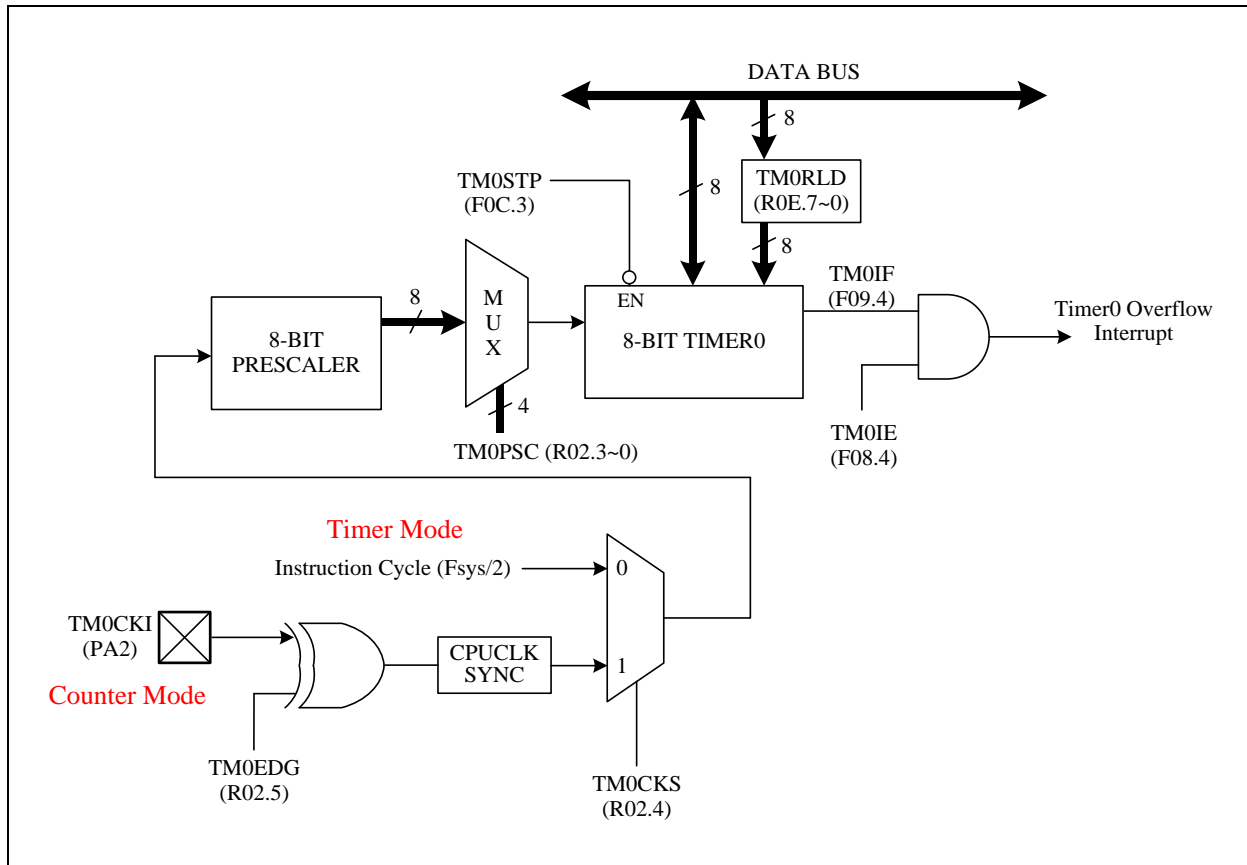 DATA BUS
8
TM0STP
(F0C.3)
8
TM0RLD
(R0E.7~0)
8
TM0IF
(F09.4)
8-BIT
PRESCALER
8
M
U
X
EN
8-BIT TIMER0
Timer0 Overflow
Interrupt
4
TM0PSC (R02.3~0)
TM0IE
(F08.4)
Timer Mode
Instruction Cycle (Fsys/2)
0
TM0CKI
(PA2)
CPUCLK
SYNC
1
Counter Mode
TM0EDG
(R02.5)
TM0CKS
(R02.4)